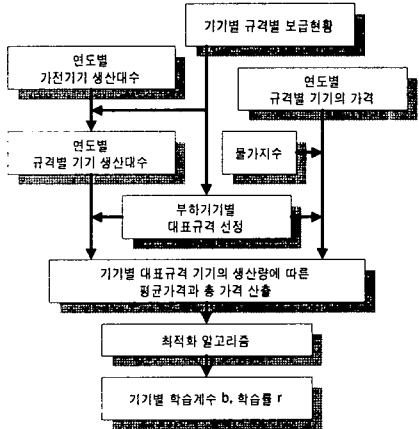 기기별 규격별 보급현황
연도별
가전기기 생산대수
연도별
규격별 기기의 가격
연도별
규격별 기기 생산대수
물가지수
부하기기별
대표규격 선정
기기별 대표규격 기기의 생산량에 따른
평균가격과 총 가격 산출
최적화 알고리즘
기기별 학습계수 b, 학습률 r